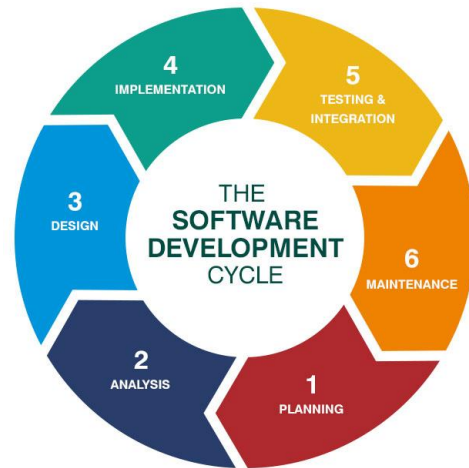 THE
SOFTWARE
DEVELOPMENT
CYCLE
1
PLANNING
2
ANALYSIS
3
DESIGN
4
IMPLEMENTATION
5
TESTING &
INTEGRATION
6
MAINTENANCE